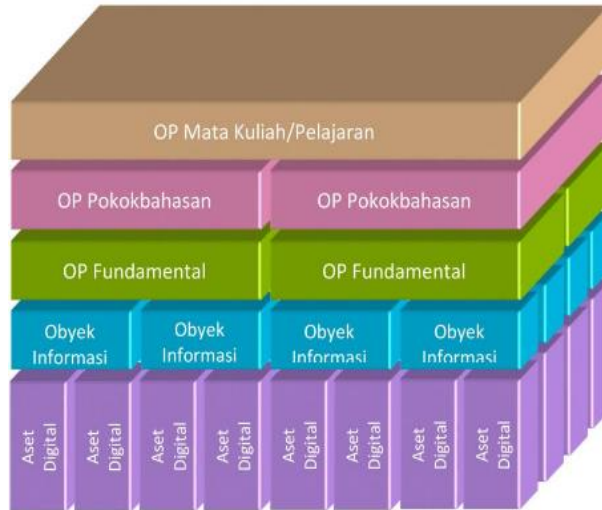 OP Mata Kuliah/Pelajaran
OP Pokokbahasan
OP Pokokbahasan
OP Fundamental
OP Fundamental
Obyek
Informasi
Obyek
Informasi
Obyek
Informasi
Obyek
Informasi
Aset
Digital
Aset
Digital
Aset
Digital
Aset
Digital
Aset
Digital
Aset
Digital
Aset
Digital
Aset
Digital